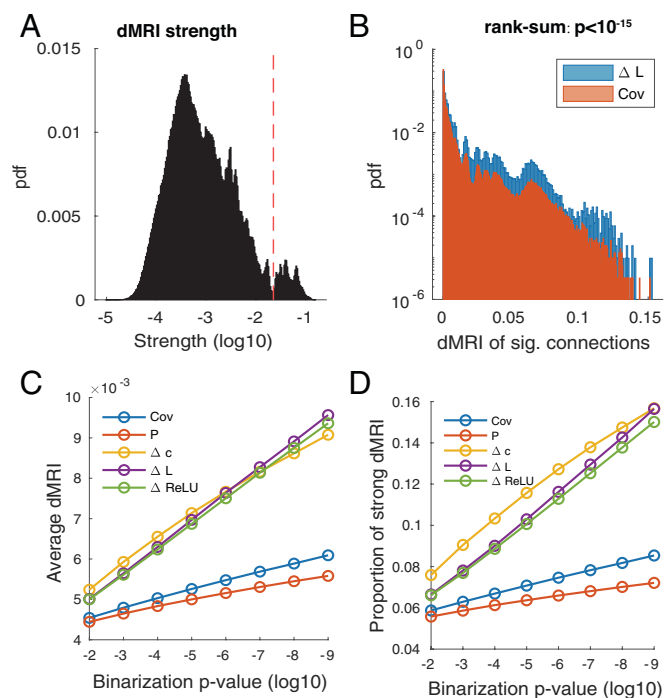 A
dMRI strength
0.015
0.01
0.005
0
pdf
-5 -4 -3 -2 -1
Strength (log10)
B
rank-sum: p<10-15
Δ L
Cov
100
10-2
10-4
10-6
pdf
0 0.05 0.1 0.15
dMRI of sig. connections
C
× 10-3
10
9
8
7
6
5
4
Average dMRI
Cov
P
Δ c
Δ L
Δ ReLU
-2 -3 -4 -5 -6 -7 -8 -9
Binarization p-value (log10)
D
0.16
0.14
0.12
0.1
0.08
0.06
0.04
Proportion of strong dMRI
Cov
P
Δ c
Δ L
Δ ReLU
-2 -3 -4 -5 -6 -7 -8 -9
Binarization p-value (log10)